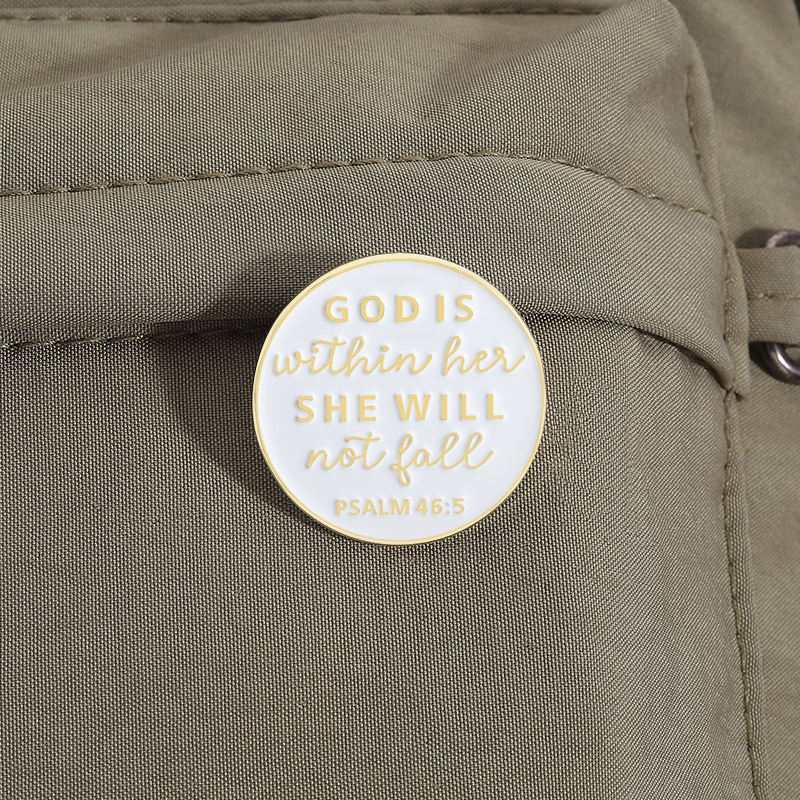 GOD IS
within her
SHE WILL
not fall
PSALM 46:5